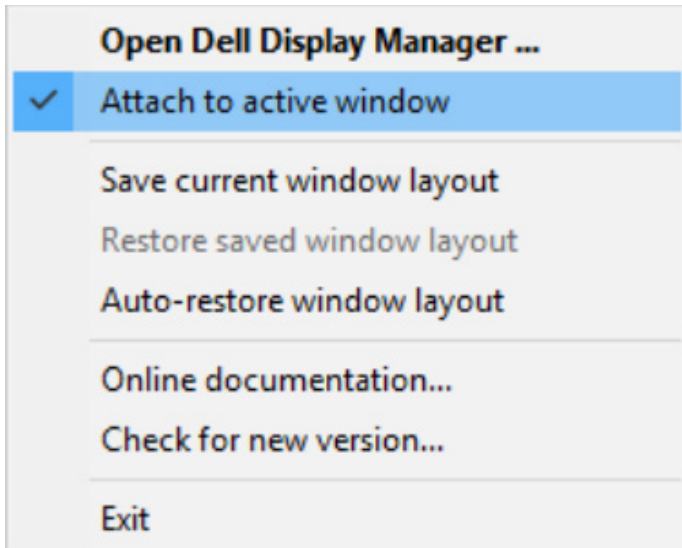 Open Dell Display Manager ...
Attach to active window
Save current window layout
Restore saved window layout
Auto-restore window layout
Online documentation...
Check for new version...
Exit